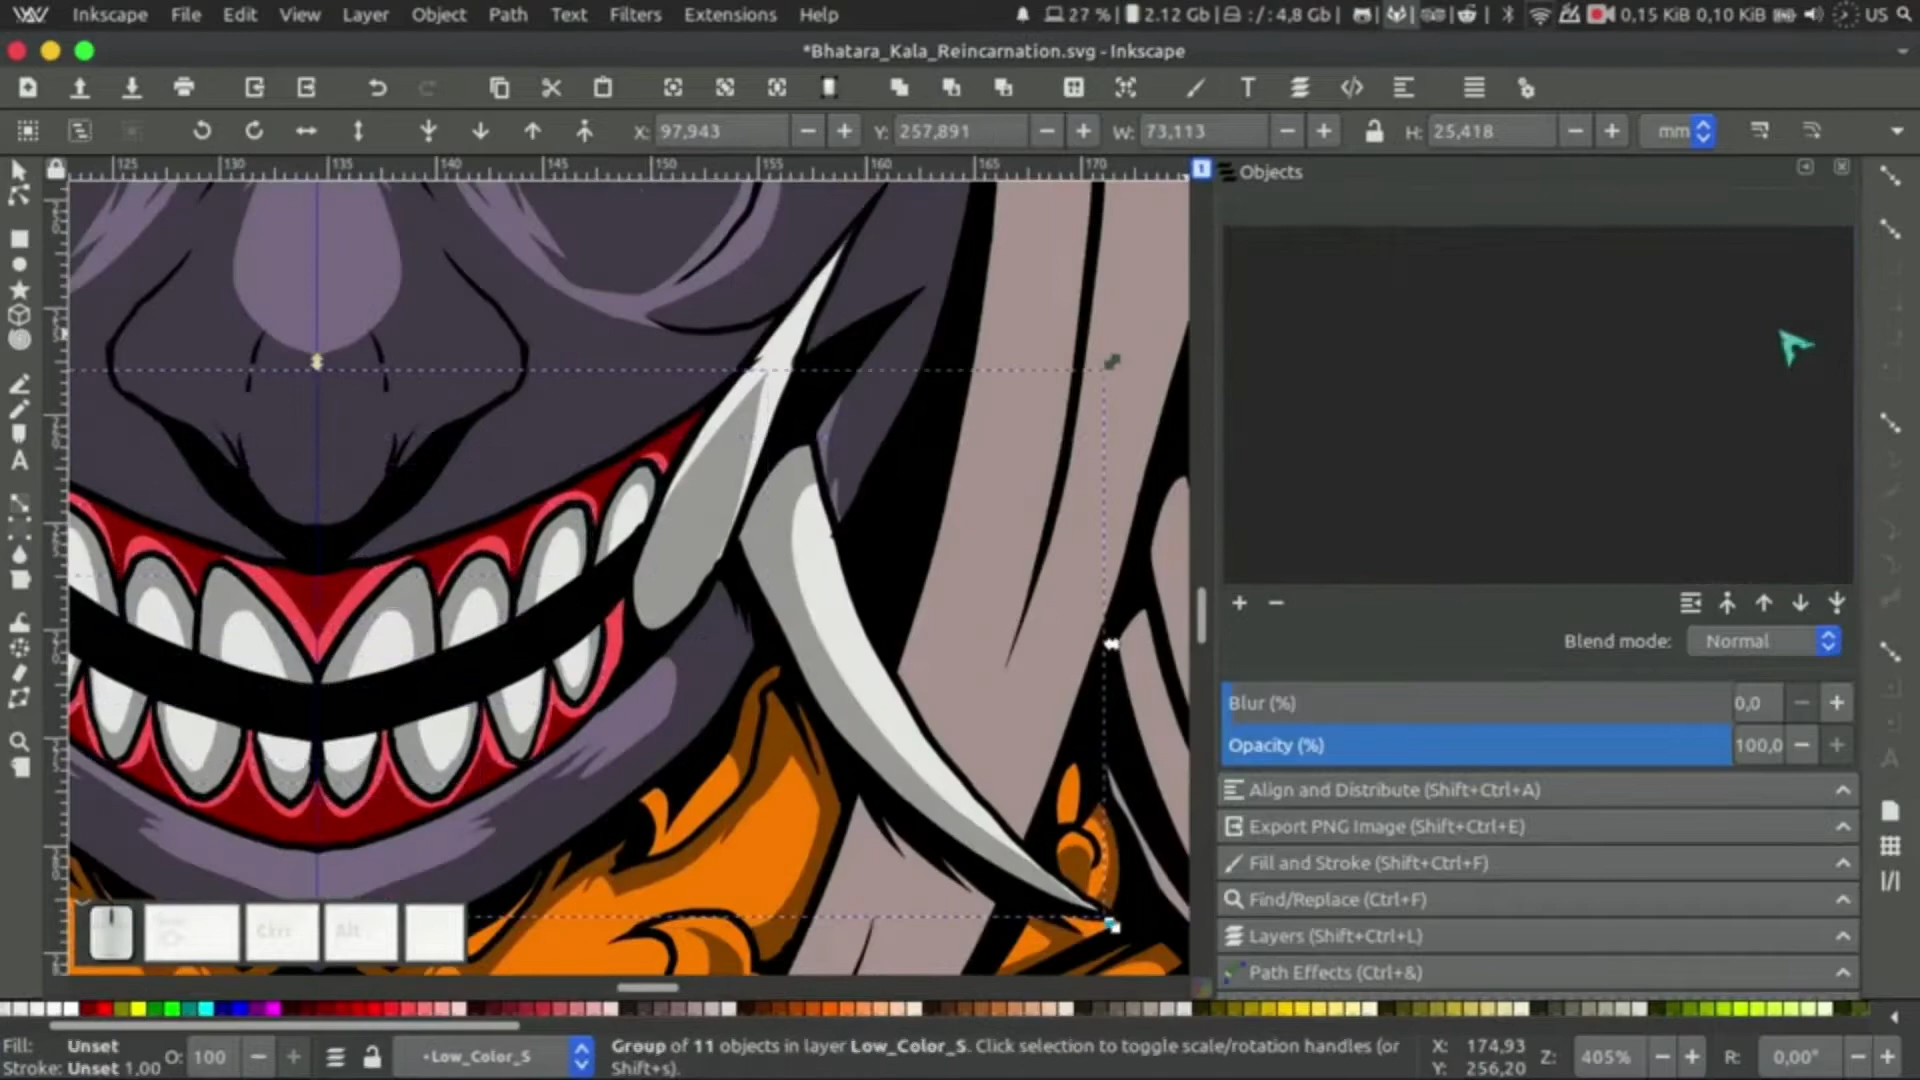 Inkscape File Edit View Layer Object Path Text Filters Extensions Help 27 % 2.12 Gb /: 4,8 Gb 0,15 KiB 0,10 KiB US
*Bhatara_Kala_Reincarnation.svg - Inkscape
X: 97,943 Y: 257,891 W: 73,113 H: 25,418 mm
125 130 135 140 145 150 155 160 165 170
Objects
Blend mode: Normal
Blur (%) 0,0
Opacity (%) 100,0
Align and Distribute (Shift+Ctrl+A)
Export PNG Image (Shift+Ctrl+E)
Fill and Stroke (Shift+Ctrl+F)
Find/Replace (Ctrl+F)
Layers (Shift+Ctrl+L)
Path Effects (Ctrl+&)
Ctrl Alt
Fill: Unset O: 100 •Low_Color_S Group of 11 objects in layer Low_Color_S. Click selection to toggle scale/rotation handles (or X: 174,93 Z: 405% R: 0,00°
Stroke: Unset 1,00 Shift+s). Y: 256,20